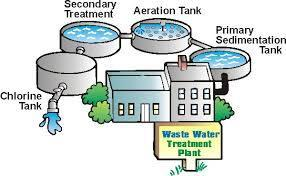 Secondary
Treatment
Aeration Tank
Primary
Sedimentation
Tank
Chlorine
Tank
Waste Water
Treatment
Plant